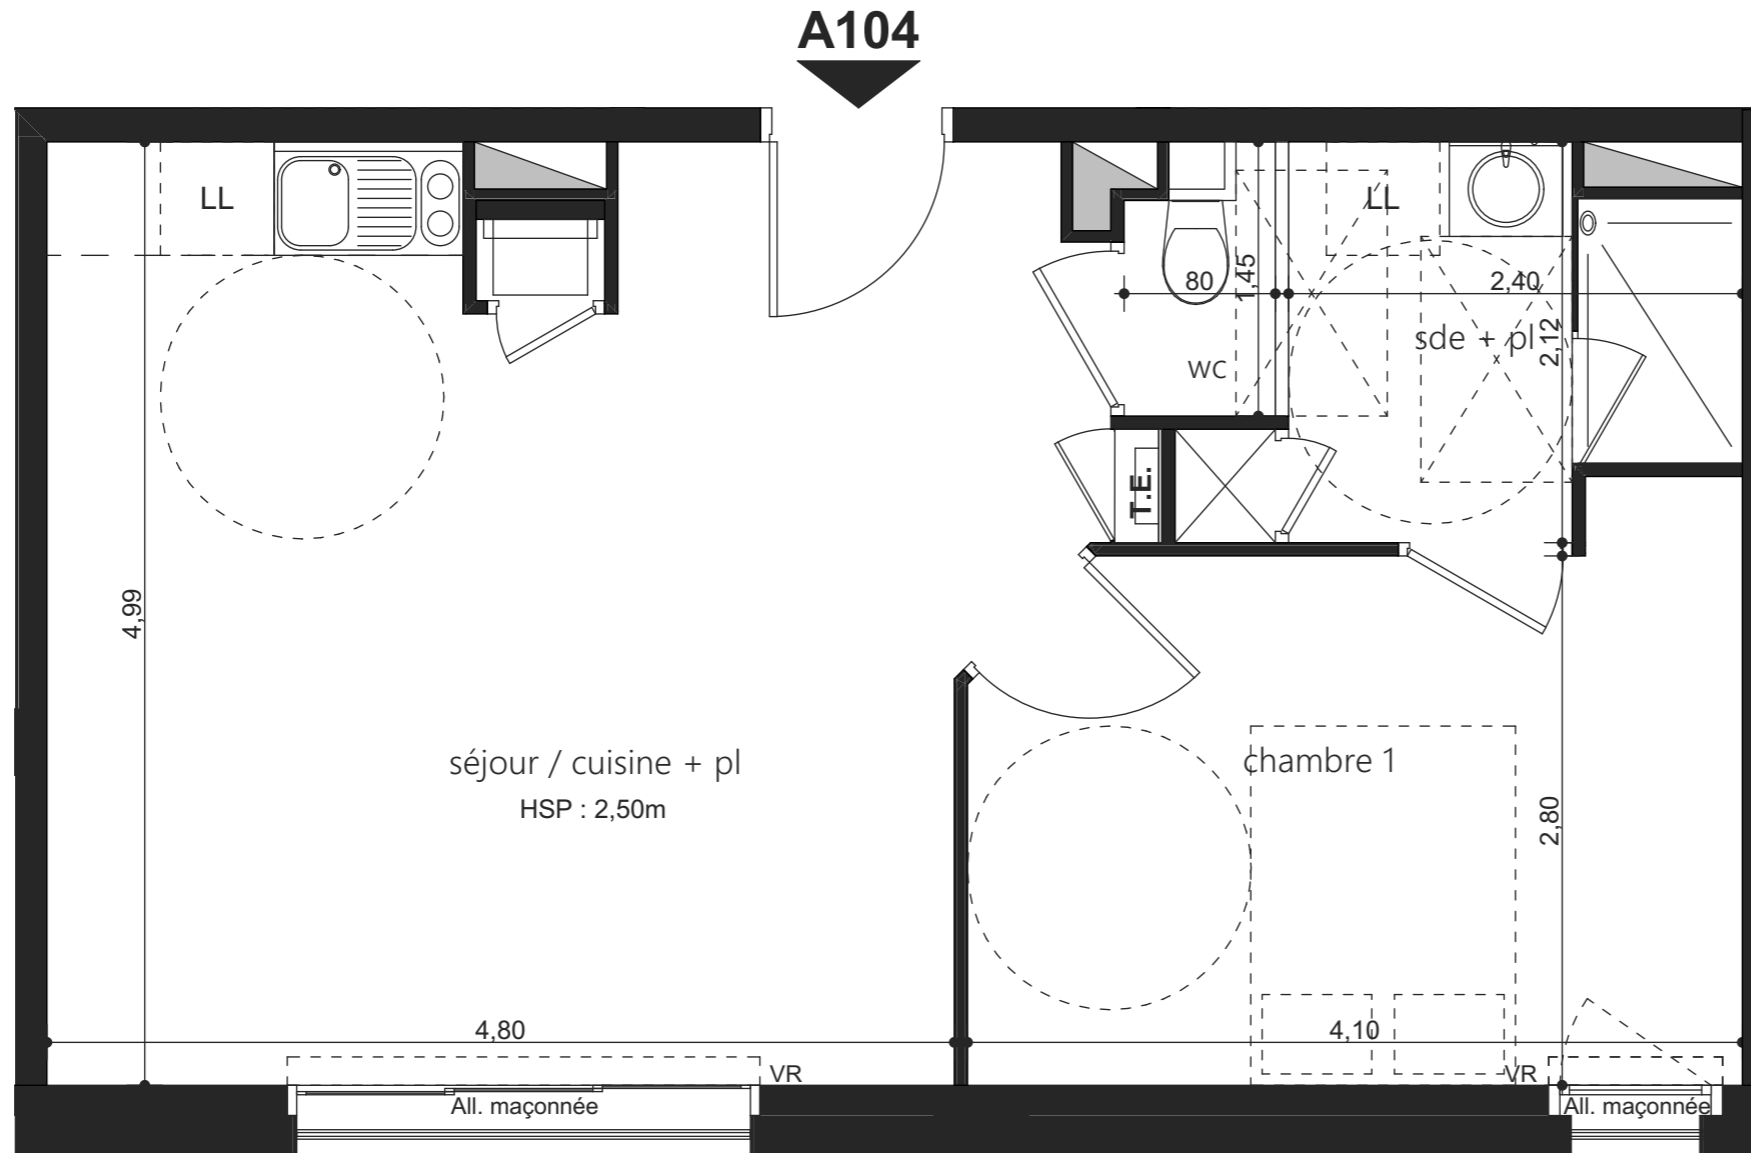 A104
LL
LL
80
1,45
2,40
sde + pl
2,12
WC
T.E.
4,99
séjour / cuisine + pl
HSP : 2,50m
chambre 1
2,80
4,80
4,10
VR
VR
All. maçonnée
All. maçonnée